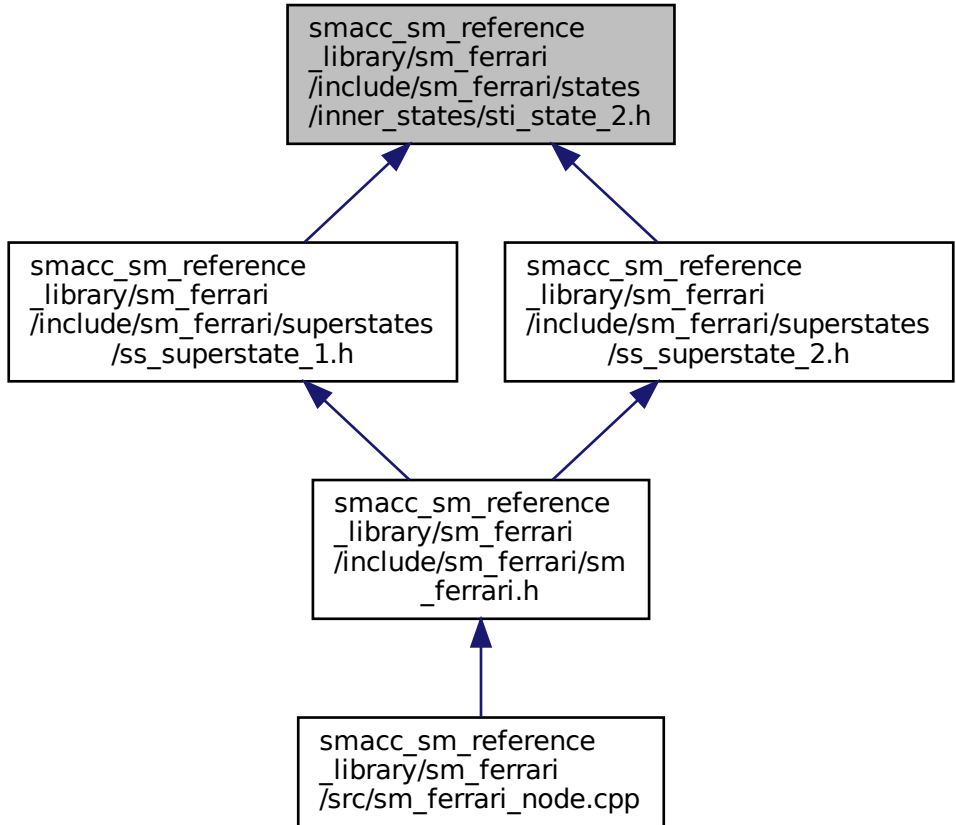 smacc_sm_reference
_library/sm_ferrari
/include/sm_ferrari/states
/inner_states/sti_state_2.h
smacc_sm_reference
_library/sm_ferrari
/include/sm_ferrari/superstates
/ss_superstate_1.h
smacc_sm_reference
_library/sm_ferrari
/include/sm_ferrari/superstates
/ss_superstate_2.h
smacc_sm_reference
_library/sm_ferrari
/include/sm_ferrari/sm
_ferrari.h
smacc_sm_reference
_library/sm_ferrari
/src/sm_ferrari_node.cpp